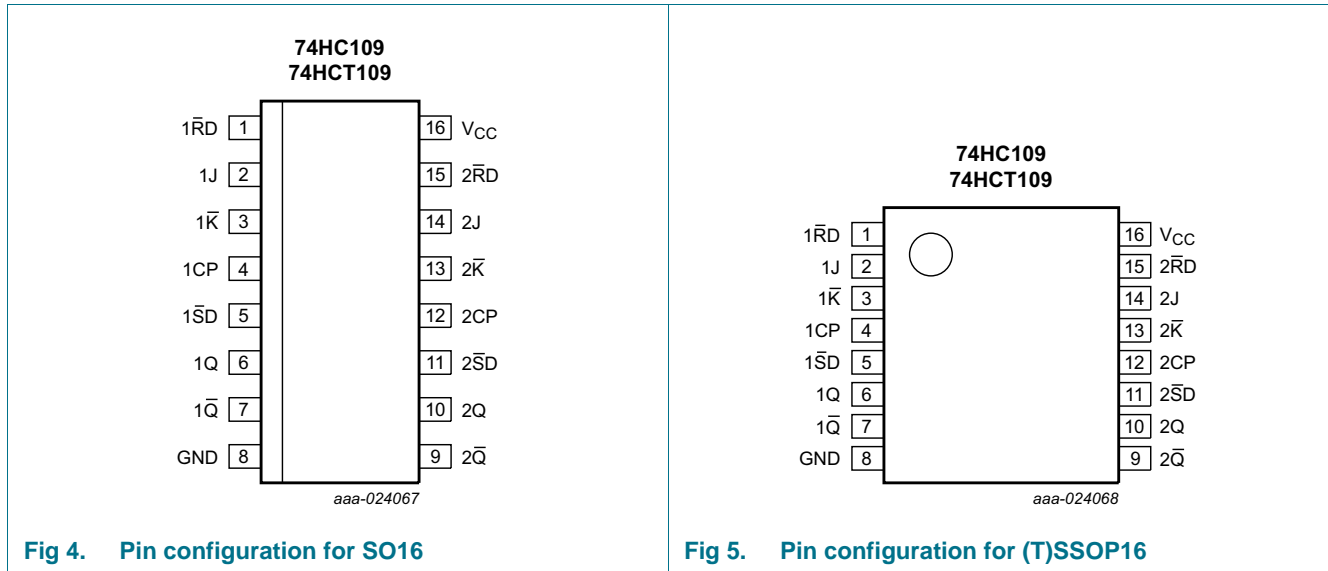 74HC109
74HCT109
1R̅D 1
16 VCC
1J 2
15 2R̅D
1K̅ 3
14 2J
1CP 4
13 2K̅
1S̅D 5
12 2CP
1Q 6
11 2S̅D
1Q̅ 7
10 2Q
GND 8
9 2Q̅
aaa-024067
Fig 4. Pin configuration for SO16
74HC109
74HCT109
1R̅D 1
16 VCC
1J 2
15 2R̅D
1K̅ 3
14 2J
1CP 4
13 2K̅
1S̅D 5
12 2CP
1Q 6
11 2S̅D
1Q̅ 7
10 2Q
GND 8
9 2Q̅
aaa-024068
Fig 5. Pin configuration for (T)SSOP16